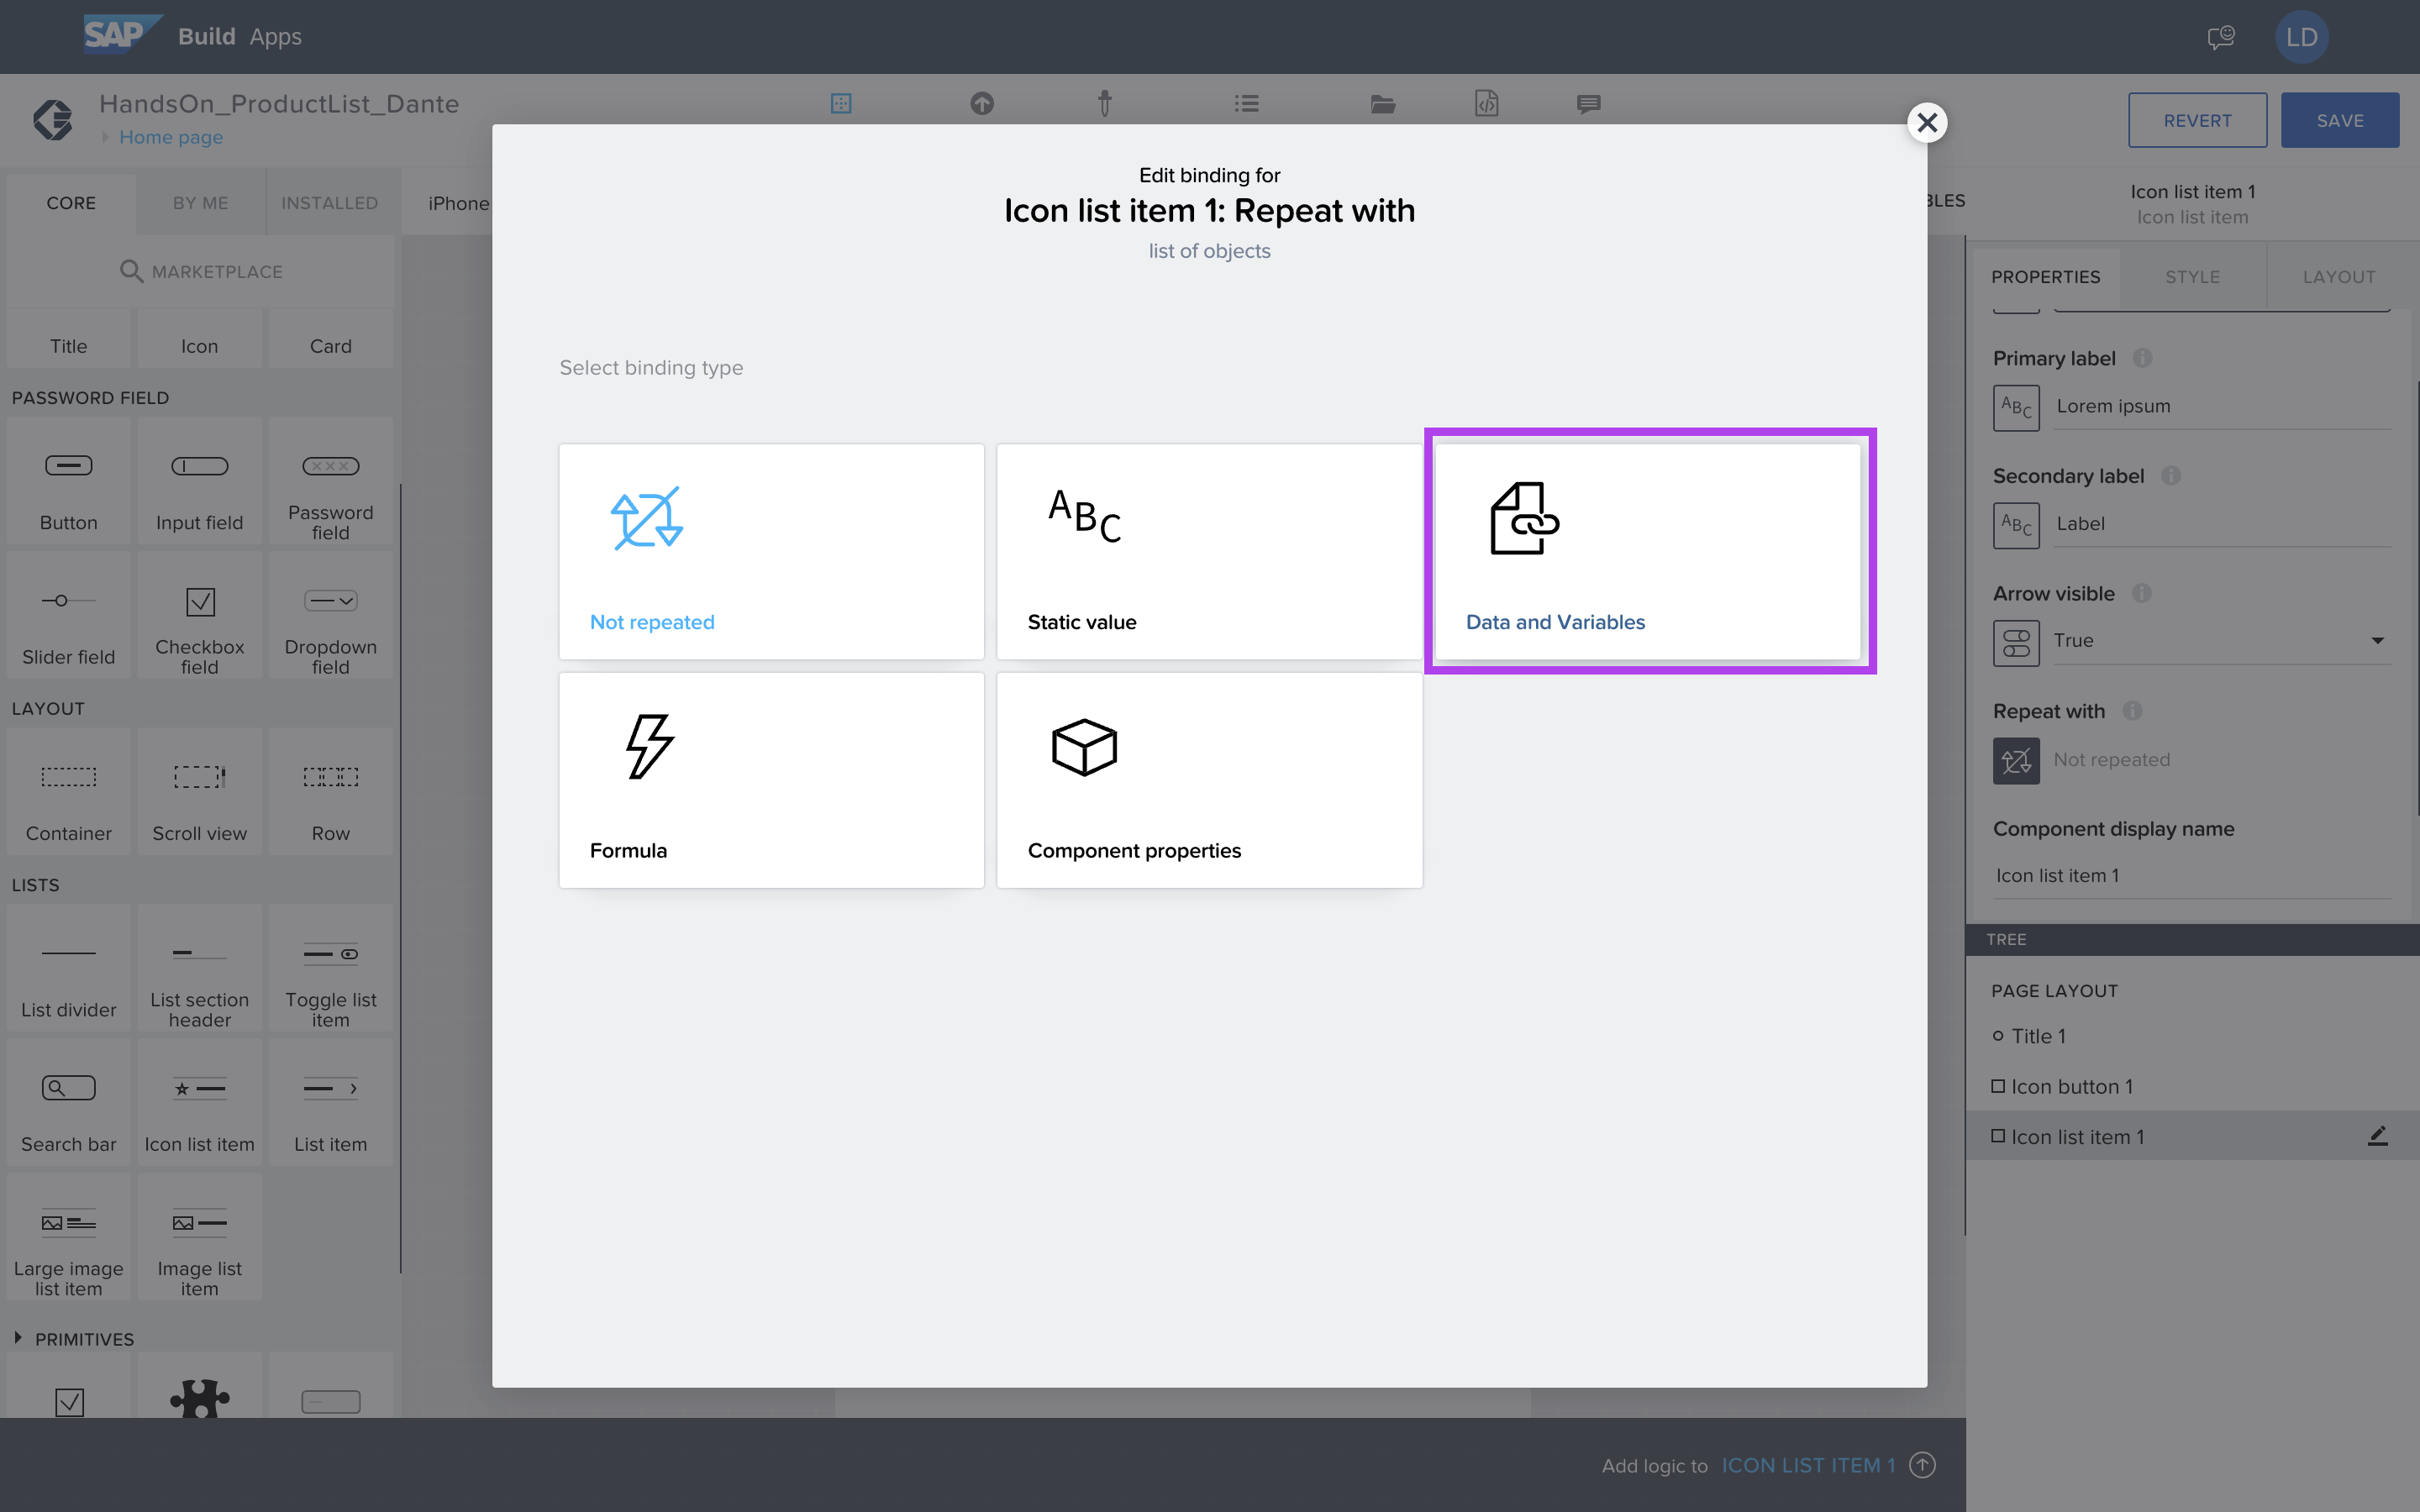 SAP Build Apps
LD
HandsOn_ProductList_Dante
Home page
REVERT
SAVE
CORE
BY ME
INSTALLED
iPhone
BLES
MARKETPLACE
Title
Icon
Card
PASSWORD FIELD
Button
Input field
Password
field
Slider field
Checkbox
field
Dropdown
field
LAYOUT
Container
Scroll view
Row
LISTS
List divider
List section
header
Toggle list
item
Search bar
Icon list item
List item
Large image
list item
Image list
item
PRIMITIVES
Edit binding for
Icon list item 1: Repeat with
list of objects
Select binding type
Not repeated
ABC
Static value
Data and Variables
Formula
Component properties
Icon list item 1
Icon list item
PROPERTIES
STYLE
LAYOUT
Primary label
ABC Lorem ipsum
Secondary label
ABC Label
Arrow visible
True
Repeat with
Not repeated
Component display name
Icon list item 1
TREE
PAGE LAYOUT
Title 1
Icon button 1
Icon list item 1
Add logic to ICON LIST ITEM 1